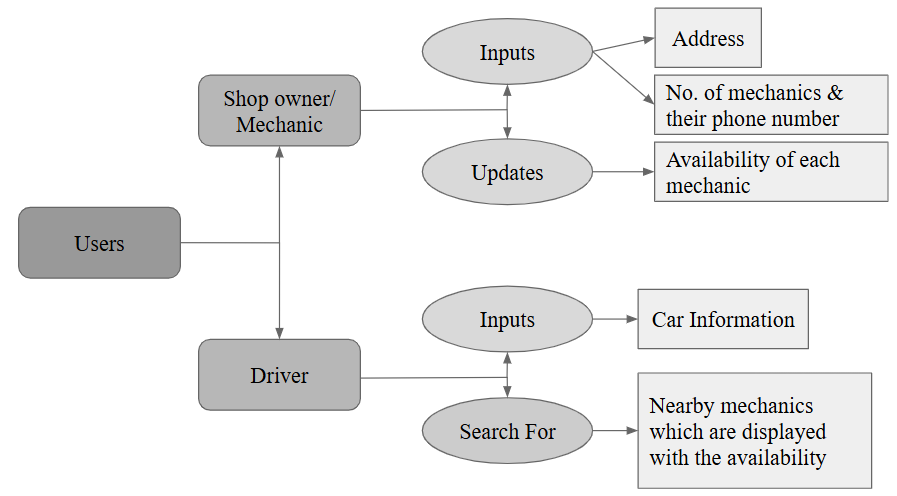 Users
Shop owner/
Mechanic
Inputs
Address
No. of mechanics &
their phone number
Updates
Availability of each
mechanic
Driver
Inputs
Car Information
Search For
Nearby mechanics
which are displayed
with the availability